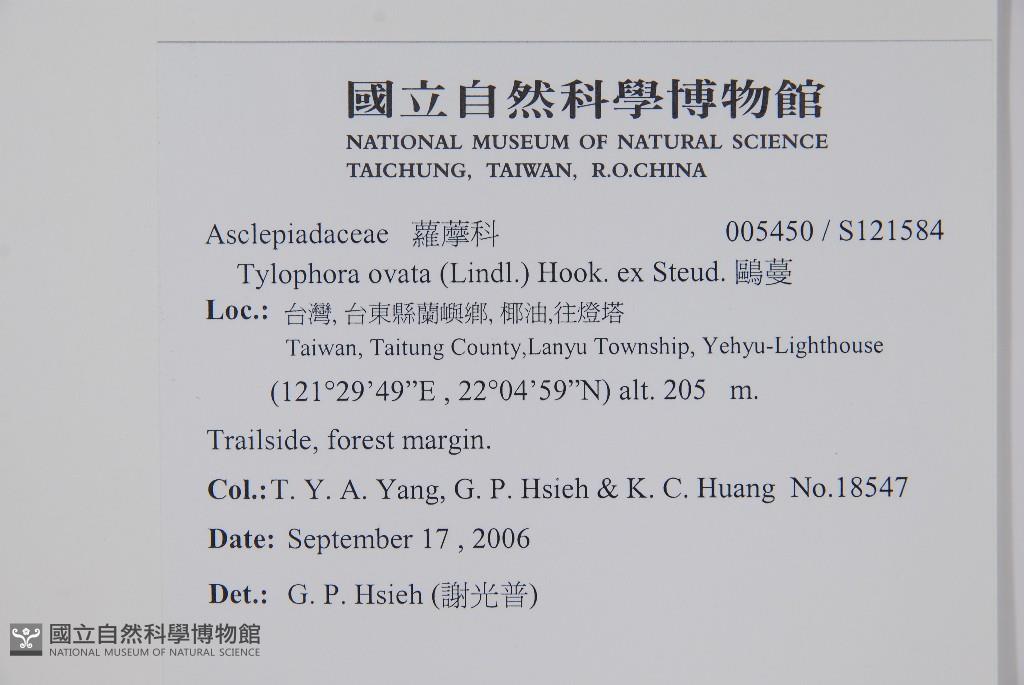 國立自然科學博物館
NATIONAL MUSEUM OF NATURAL SCIENCE
TAICHUNG, TAIWAN, R.O.CHINA
Asclepiadaceae 蘿藦科 005450 / S121584
Tylophora ovata (Lindl.) Hook. ex Steud. 鷗蔓
Loc.: 台灣, 台東縣蘭嶼鄉, 椰油,往燈塔
Taiwan, Taitung County,Lanyu Township, Yehyu-Lighthouse
(121°29’49”E , 22°04’59”N) alt. 205 m.
Trailside, forest margin.
Col.: T. Y. A. Yang, G. P. Hsieh & K. C. Huang No.18547
Date: September 17 , 2006
Det.: G. P. Hsieh (謝光普)
國立自然科學博物館
NATIONAL MUSEUM OF NATURAL SCIENCE